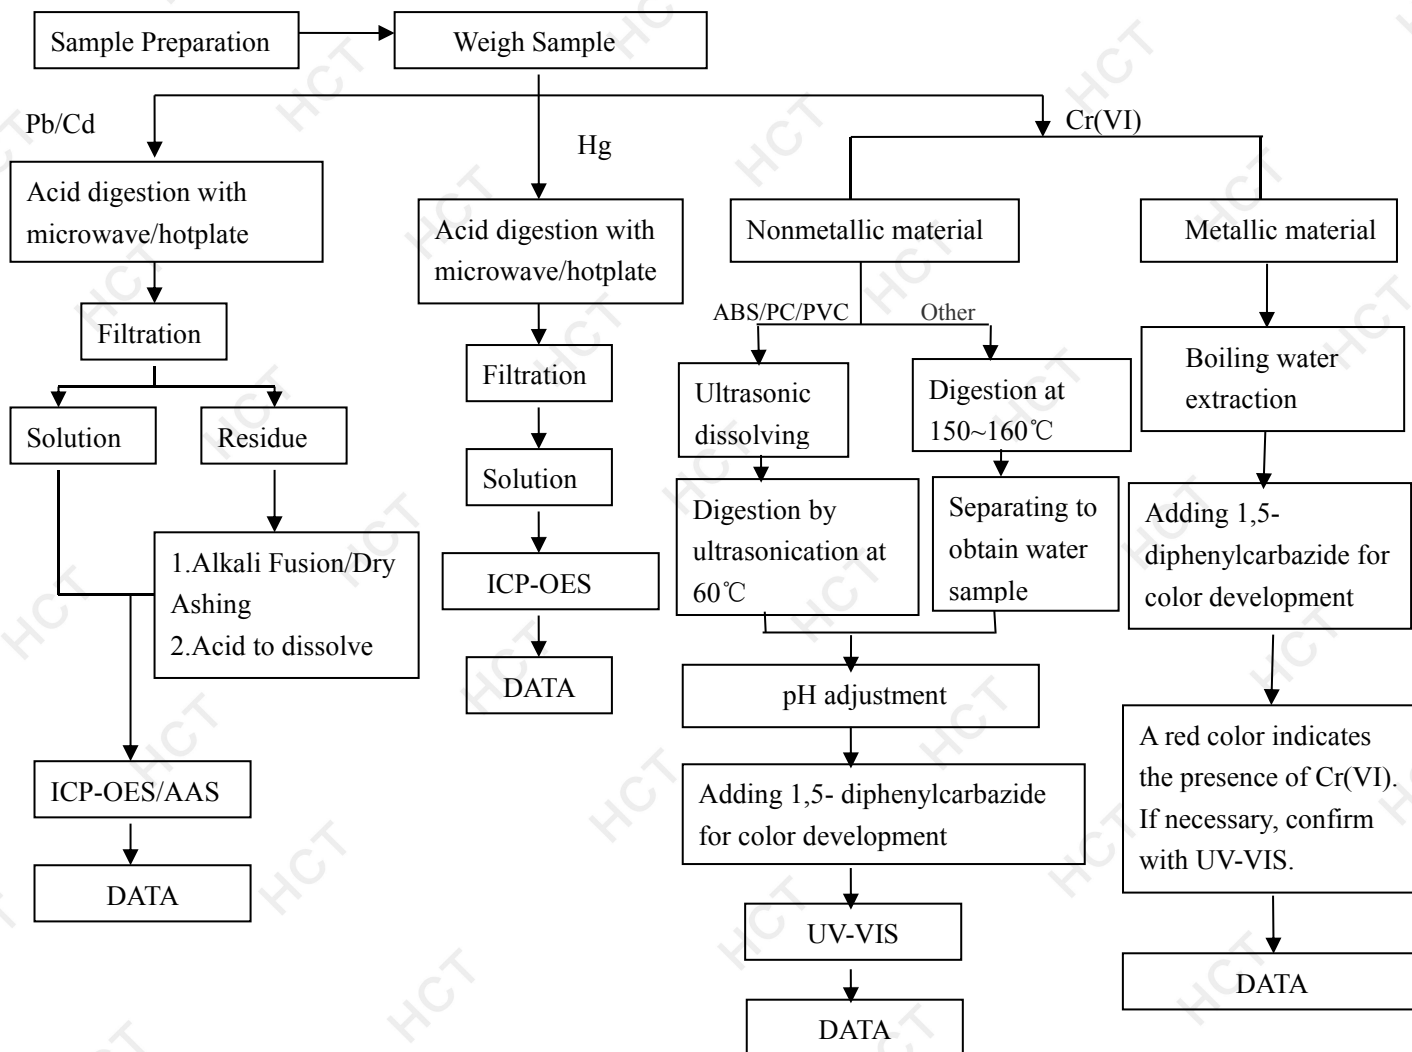 Sample Preparation
Weigh Sample
Pb/Cd
Hg
Cr(VI)
Acid digestion with
microwave/hotplate
Filtration
Solution
Residue
1.Alkali Fusion/Dry
Ashing
2.Acid to dissolve
ICP-OES/AAS
DATA
Acid digestion with
microwave/hotplate
Filtration
Solution
ICP-OES
DATA
Nonmetallic material
ABS/PC/PVC
Other
Ultrasonic
dissolving
Digestion by
ultrasonication at
60℃
Digestion at
150~160℃
Separating to
obtain water
sample
pH adjustment
Adding 1,5- diphenylcarbazide
for color development
UV-VIS
DATA
Metallic material
Boiling water
extraction
Adding 1,5-
diphenylcarbazide for
color development
A red color indicates
the presence of Cr(VI).
If necessary, confirm
with UV-VIS.
DATA
HCT